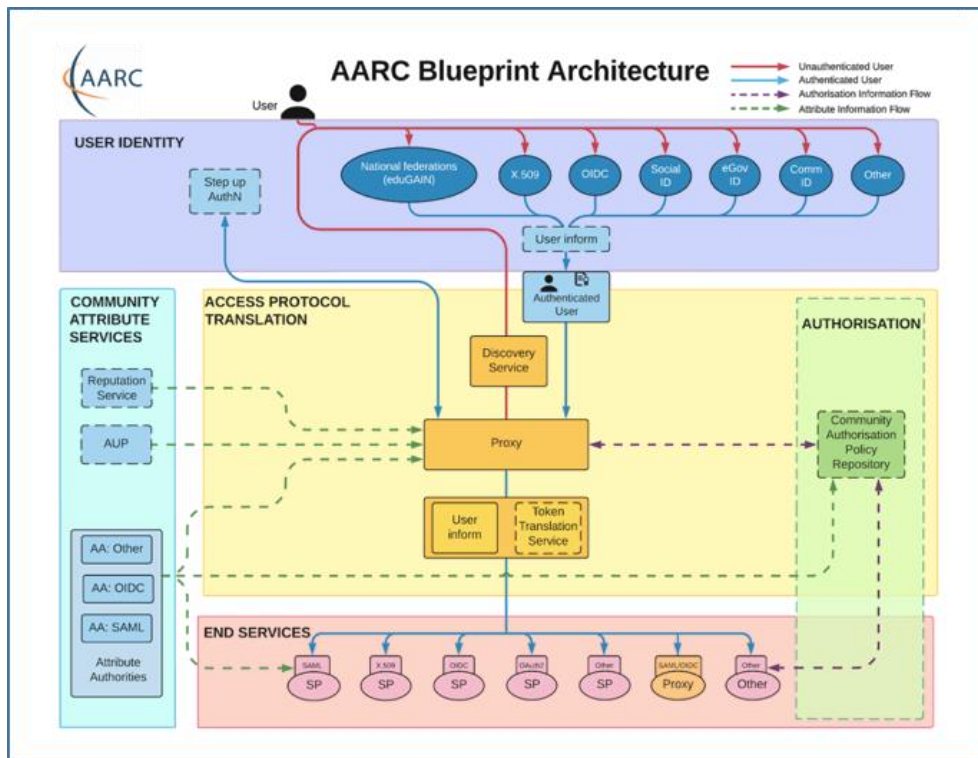 AARC
AARC Blueprint Architecture
Unauthenticated User
Authenticated User
Authorisation Information Flow
Attribute Information Flow
User
USER IDENTITY
Step up
AuthN
National federations
(eduGAIN)
X.509
OIDC
Social
ID
eGov
ID
Comm
ID
Other
User inform
Authenticated
User
COMMUNITY
ATTRIBUTE
SERVICES
ACCESS PROTOCOL
TRANSLATION
AUTHORISATION
Discovery
Service
Reputation
Service
AUP
Proxy
Community
Authorisation
Policy
Repository
User
inform
Token
Translation
Service
AA: Other
AA: OIDC
AA: SAML
Attribute
Authorities
END SERVICES
SAML
SP
X.509
SP
OIDC
SP
OAuth2
SP
Other
SP
SAML/OIDC
Proxy
Other
Other